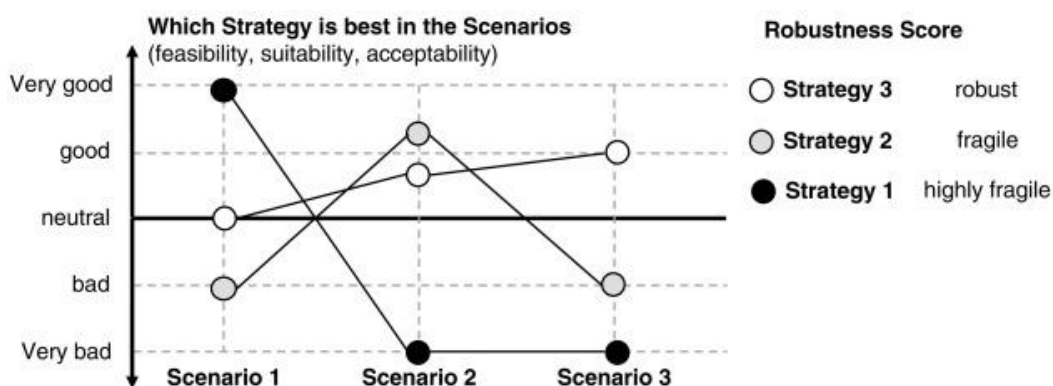 Which Strategy is best in the Scenarios
(feasibility, suitability, acceptability)
Very good
good
neutral
bad
Very bad
Scenario 1 Scenario 2 Scenario 3
Robustness Score
Strategy 3 robust
Strategy 2 fragile
Strategy 1 highly fragile